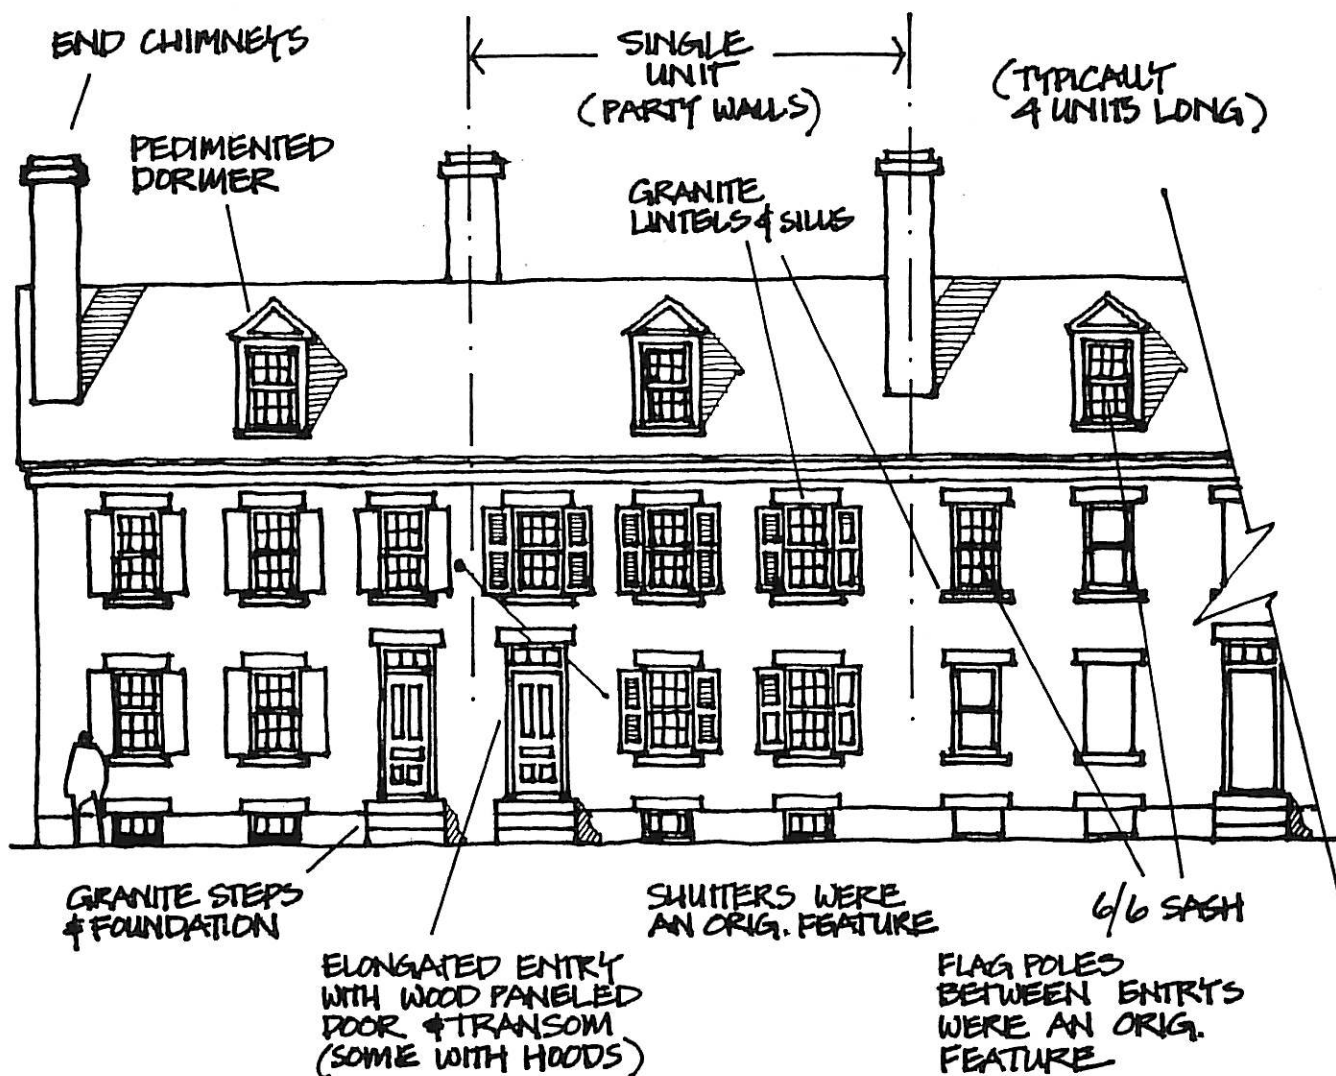 END CHIMNEYS
SINGLE
UNIT
(PARTY WALLS)
(TYPICALLY
4 UNITS LONG)
PEDIMENTED
DORMER
GRANITE
LINTELS & SILLS
GRANITE STEPS
& FOUNDATION
SHUTTERS WERE
AN ORIG. FEATURE
6/6 SASH
ELONGATED ENTRY
WITH WOOD PANELED
DOOR & TRANSOM
(SOME WITH HOODS)
FLAG POLES
BETWEEN ENTRYS
WERE AN ORIG.
FEATURE